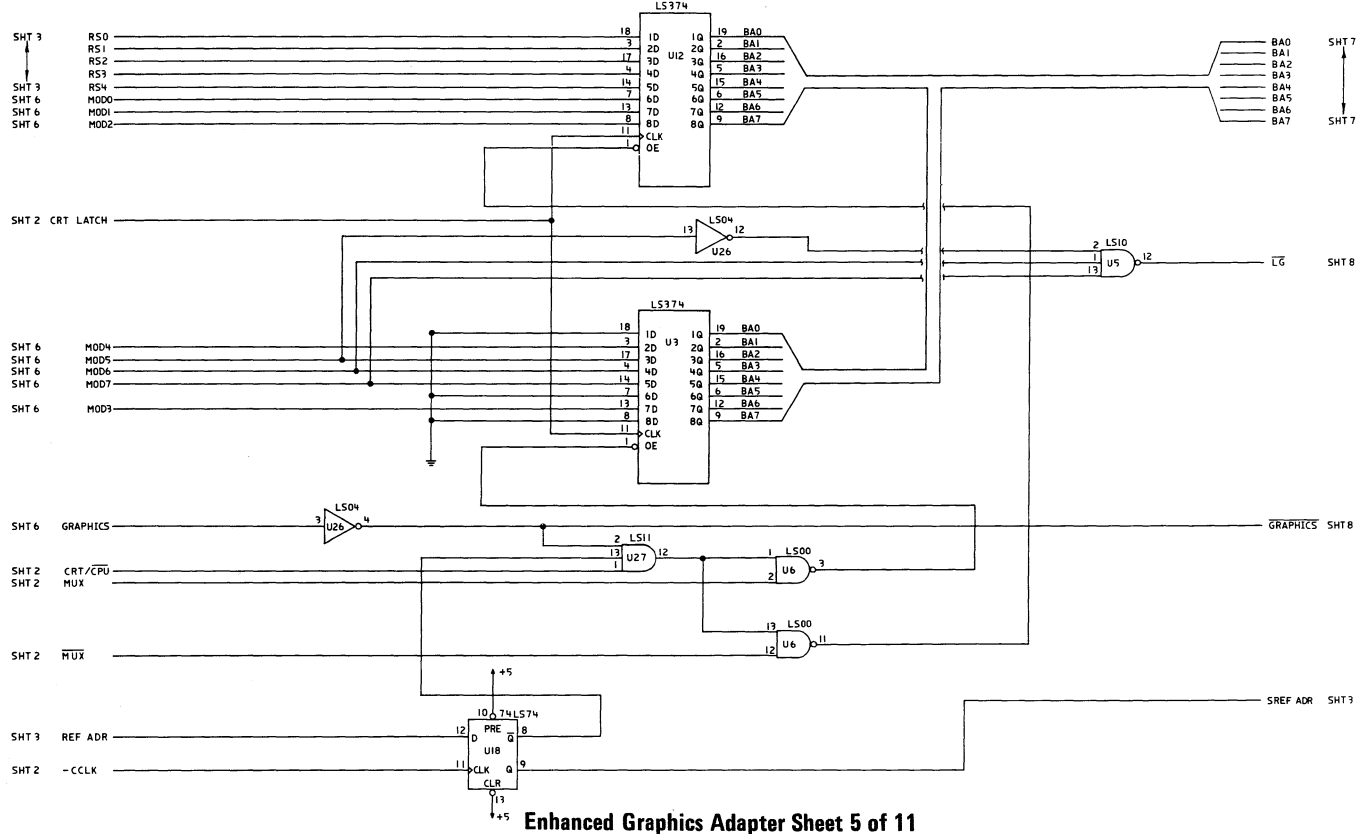 LS374
SHT 3 RS0 18 1D 1Q 19 BA0
RS1 3 2D U12 2Q 2 BA1
RS2 17 3D 3Q 16 BA2
RS3 4 4D 4Q 5 BA3
SHT 3 RS4 14 5D 5Q 15 BA4
SHT 6 MOD0 7 6D 6Q 6 BA5
SHT 6 MOD1 13 7D 7Q 12 BA6
SHT 6 MOD2 8 8D 8Q 9 BA7
11 CLK
1 OE
BA0 SHT 7
BA1
BA2
BA3
BA4
BA5
BA6
BA7 SHT 7
SHT 2 CRT LATCH
LS04
13 12
U26
LS10
2
1 U5 12 L̅G̅ SHT 8
13
LS374
18 1D U3 1Q 19 BA0
SHT 6 MOD4 3 2D 2Q 2 BA1
SHT 6 MOD5 17 3D 3Q 16 BA2
SHT 6 MOD6 4 4D 4Q 5 BA3
SHT 6 MOD7 14 5D 5Q 15 BA4
7 6D 6Q 6 BA5
SHT 6 MOD3 13 7D 7Q 12 BA6
8 8D 8Q 9 BA7
11 CLK
1 OE
LS04
SHT 6 GRAPHICS 3 U26 4 G̅R̅A̅P̅H̅I̅C̅S̅ SHT 8
LS11
2
13 U27 12
1
SHT 2 CRT/C̅P̅U̅
SHT 2 MUX
LS00
1
2 U6 3
LS00
13
12 U6 11
SHT 2 M̅U̅X̅
+5
10 74LS74
SHT 3 REF ADR 12 D PRE Q̅ 8
U18
SHT 2 -CCLK 11 CLK Q 9
CLR
13
+5
SREF ADR SHT 3
Enhanced Graphics Adapter Sheet 5 of 11